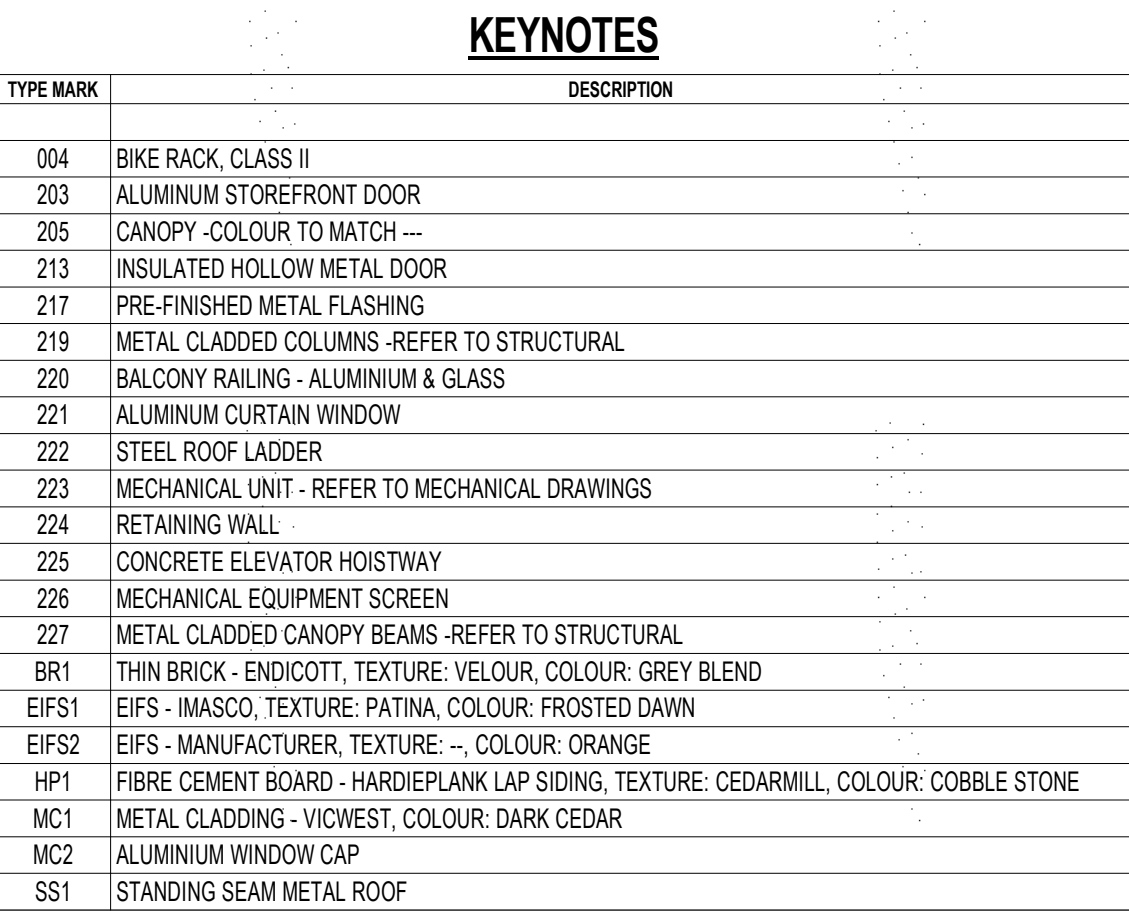 KEYNOTES
TYPE MARK DESCRIPTION
004 BIKE RACK, CLASS II
203 ALUMINUM STOREFRONT DOOR
205 CANOPY -COLOUR TO MATCH ---
213 INSULATED HOLLOW METAL DOOR
217 PRE-FINISHED METAL FLASHING
219 METAL CLADDED COLUMNS -REFER TO STRUCTURAL
220 BALCONY RAILING - ALUMINIUM & GLASS
221 ALUMINUM CURTAIN WINDOW
222 STEEL ROOF LADDER
223 MECHANICAL UNIT - REFER TO MECHANICAL DRAWINGS
224 RETAINING WALL
225 CONCRETE ELEVATOR HOISTWAY
226 MECHANICAL EQUIPMENT SCREEN
227 METAL CLADDED CANOPY BEAMS -REFER TO STRUCTURAL
BR1 THIN BRICK - ENDICOTT, TEXTURE: VELOUR, COLOUR: GREY BLEND
EIFS1 EIFS - IMASCO, TEXTURE: PATINA, COLOUR: FROSTED DAWN
EIFS2 EIFS - MANUFACTURER, TEXTURE: --, COLOUR: ORANGE
HP1 FIBRE CEMENT BOARD - HARDIEPLANK LAP SIDING, TEXTURE: CEDARMILL, COLOUR: COBBLE STONE
MC1 METAL CLADDING - VICWEST, COLOUR: DARK CEDAR
MC2 ALUMINIUM WINDOW CAP
SS1 STANDING SEAM METAL ROOF